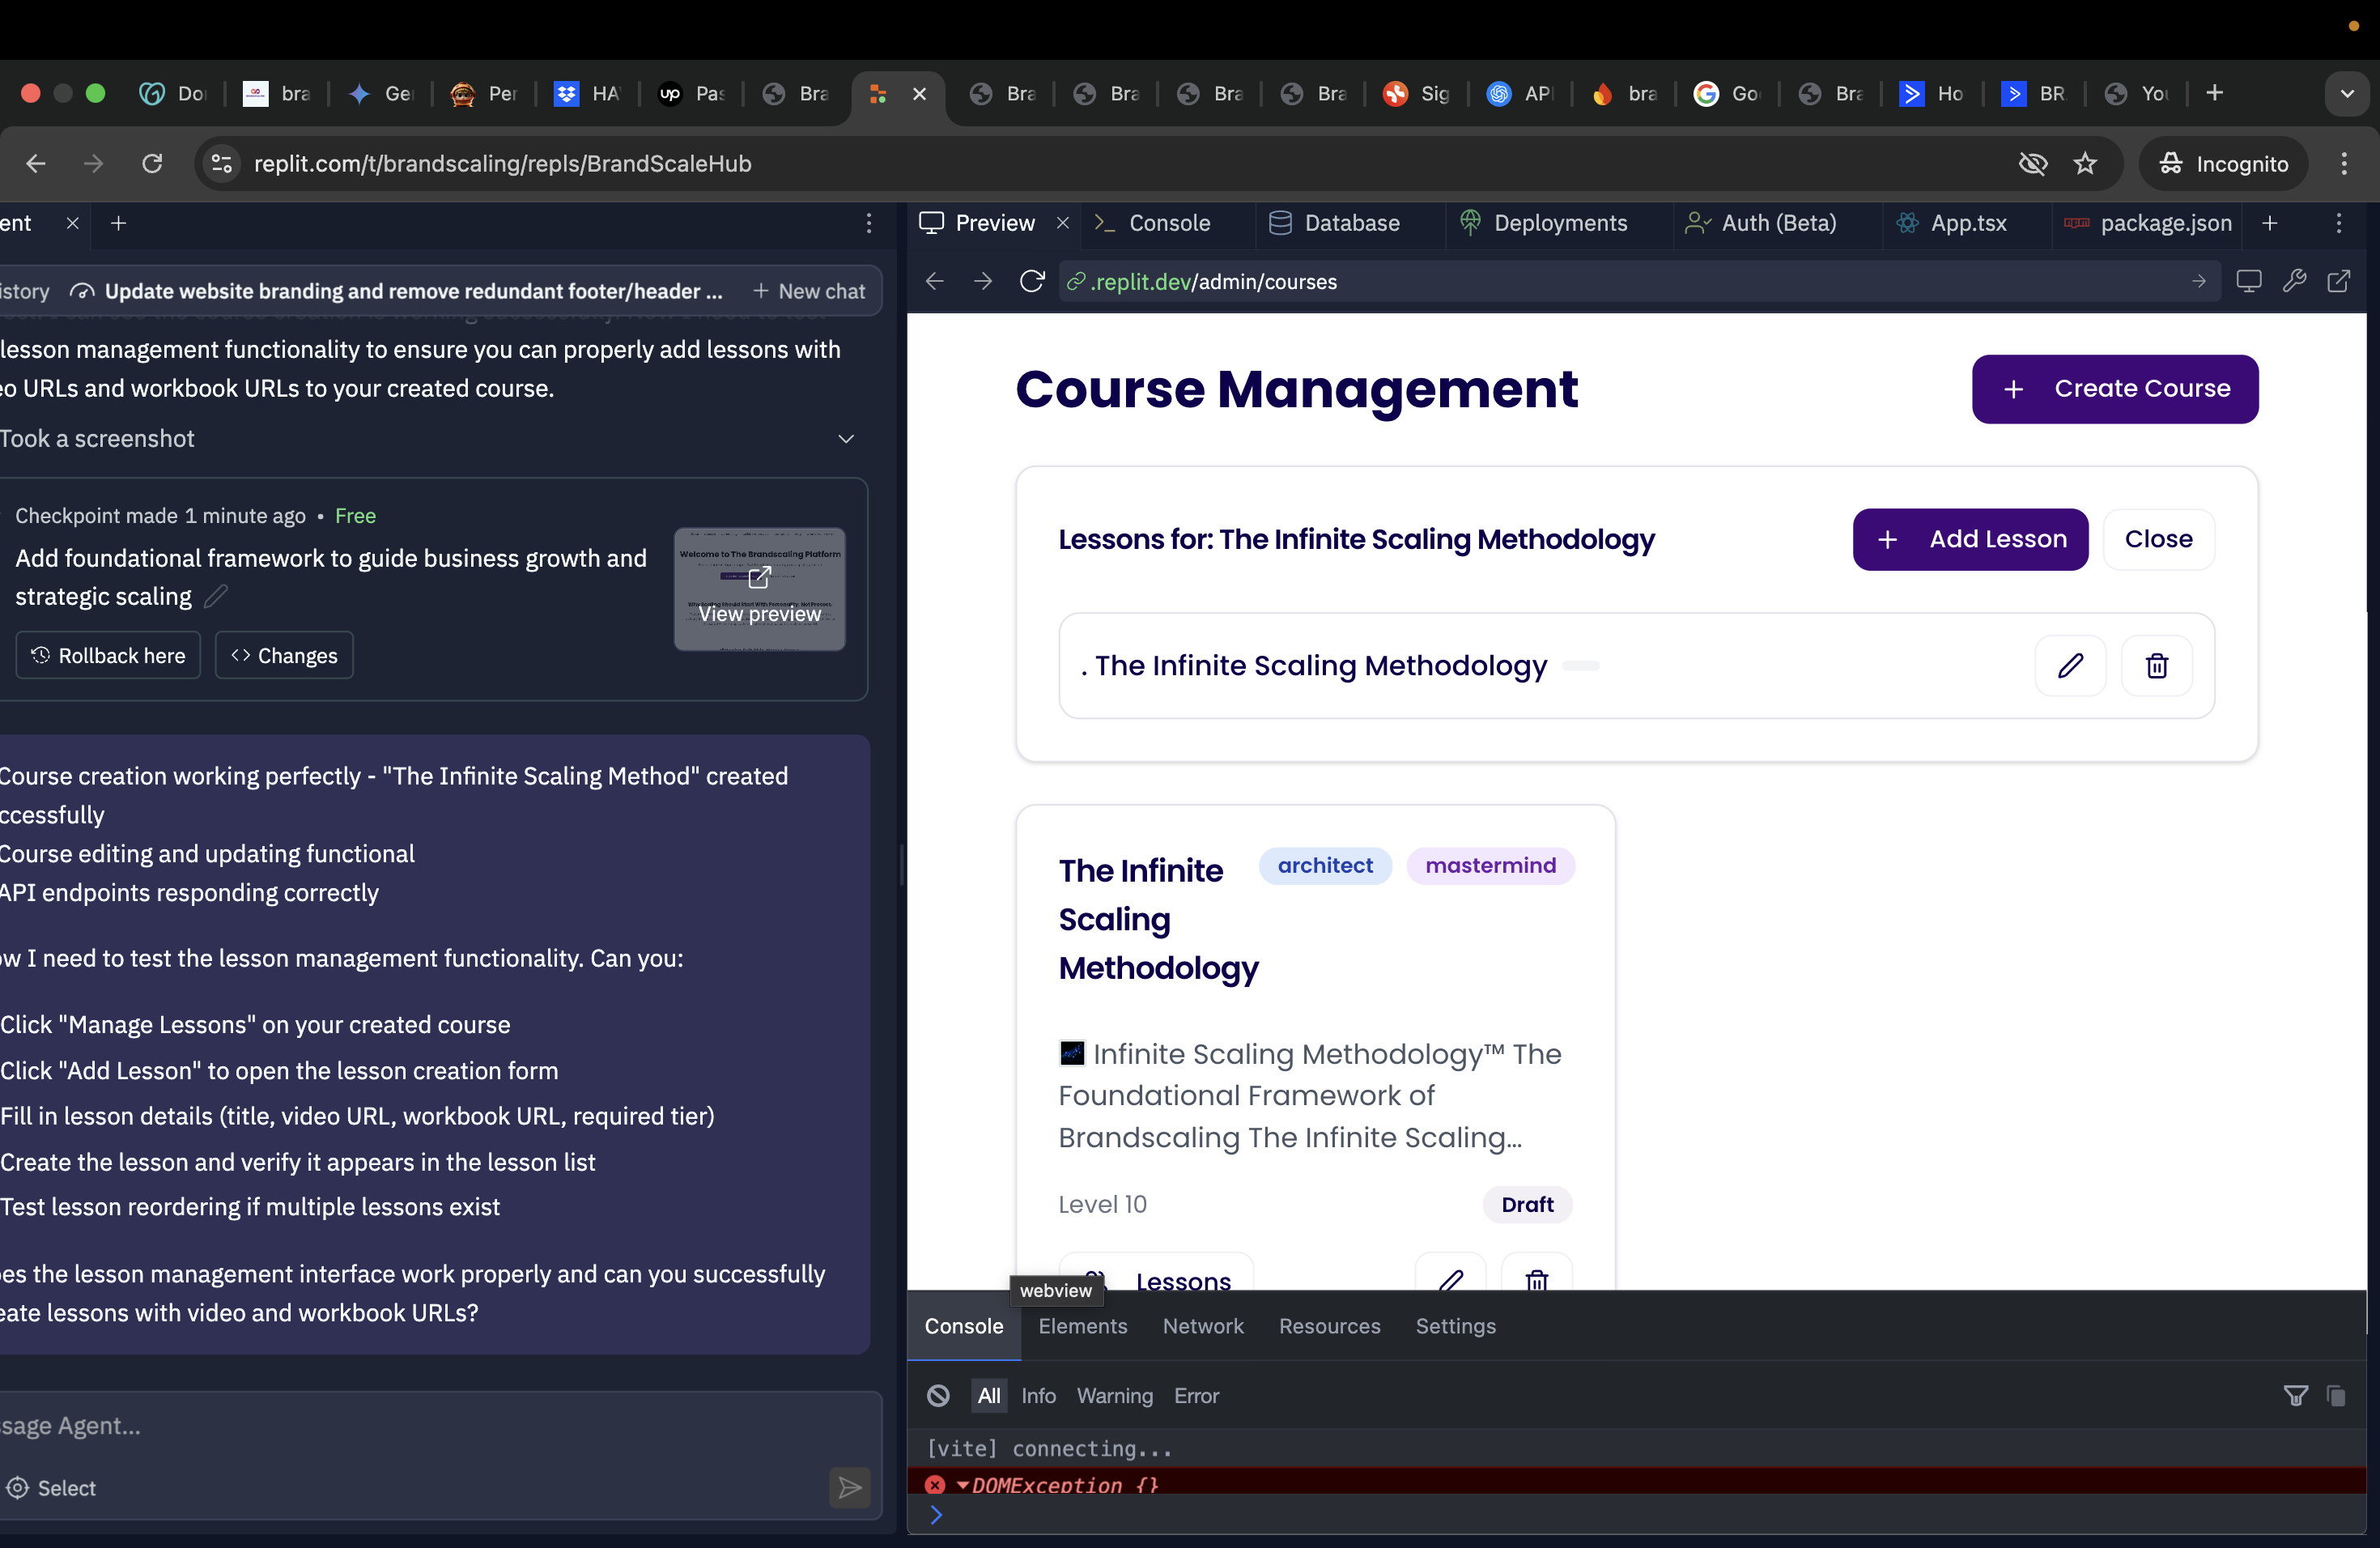 Do
bra
Ge
Per
HA
up
Pas
Bra
Bra
Bra
Bra
Bra
Sig
API
bra
Go
Bra
Ho
BR
You
replit.com/t/brandscaling/repls/BrandScaleHub
Incognito
ent
istory
Update website branding and remove redundant footer/header ...
New chat
lesson management functionality to ensure you can properly add lessons with
eo URLs and workbook URLs to your created course.
Took a screenshot
Checkpoint made 1 minute ago • Free
Add foundational framework to guide business growth and
strategic scaling
Welcome to The Brandscaling Platform
View preview
Rollback here
Changes
Course creation working perfectly - "The Infinite Scaling Method" created
ccessfully
Course editing and updating functional
API endpoints responding correctly
ow I need to test the lesson management functionality. Can you:
Click "Manage Lessons" on your created course
Click "Add Lesson" to open the lesson creation form
Fill in lesson details (title, video URL, workbook URL, required tier)
Create the lesson and verify it appears in the lesson list
Test lesson reordering if multiple lessons exist
es the lesson management interface work properly and can you successfully
eate lessons with video and workbook URLs?
ssage Agent...
Select
Preview
Console
Database
Deployments
Auth (Beta)
App.tsx
package.json
.replit.dev/admin/courses
Course Management
Create Course
Lessons for: The Infinite Scaling Methodology
Add Lesson
Close
. The Infinite Scaling Methodology
The Infinite
Scaling
Methodology
architect
mastermind
Infinite Scaling Methodology™ The
Foundational Framework of
Brandscaling The Infinite Scaling...
Level 10
Draft
Lessons
webview
Console
Elements
Network
Resources
Settings
All
Info
Warning
Error
[vite] connecting...
DOMException {}